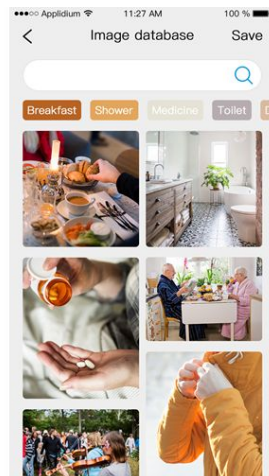 Applidium 11:27 AM 100 %
Image database Save
Breakfast Shower Medicine Toilet